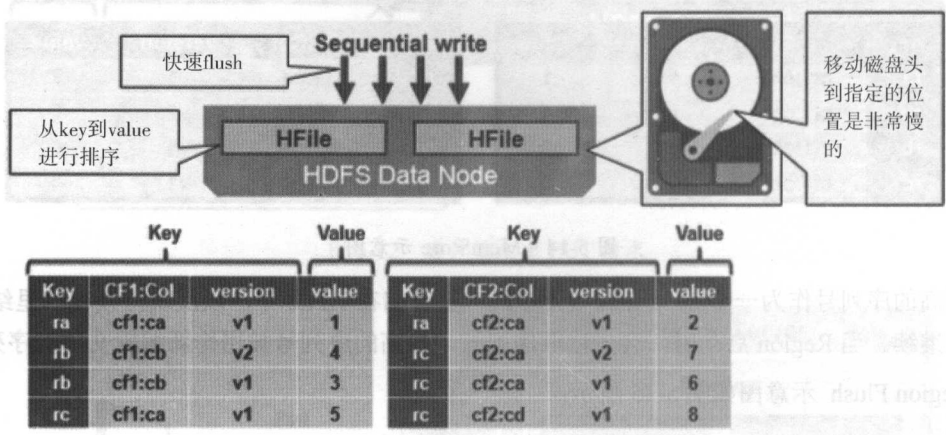 Sequential write
快速flush
从key到value
进行排序
HFile
HFile
HDFS Data Node
移动磁盘头
到指定的位
置是非常慢
的
Key Value Key Value
Key CF1:Col version value Key CF2:Col version value
ra cf1:ca v1 1 ra cf2:ca v1 2
rb cf1:cb v2 4 rc cf2:ca v2 7
rb cf1:cb v1 3 rc cf2:ca v1 6
rc cf1:ca v1 5 rc cf2:cd v1 8